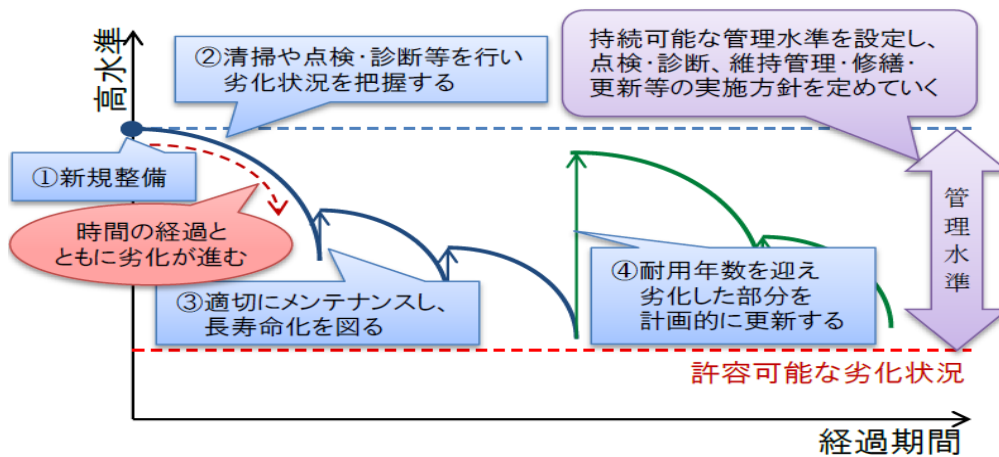 高水準
②清掃や点検・診断等を行い
劣化状況を把握する
持続可能な管理水準を設定し、
点検・診断、維持管理・修繕・
更新等の実施方針を定めていく
①新規整備
時間の経過と
ともに劣化が進む
③適切にメンテナンスし、
長寿命化を図る
④耐用年数を迎え
劣化した部分を
計画的に更新する
管理水準
許容可能な劣化状況
経過期間